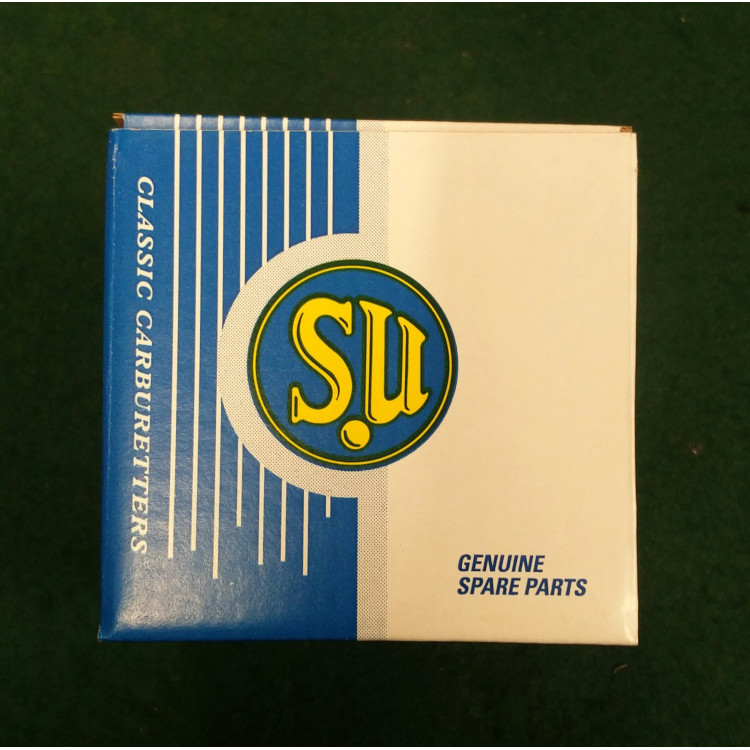 CLASSIC CARBURETTERS
S.U
GENUINE
SPARE PARTS